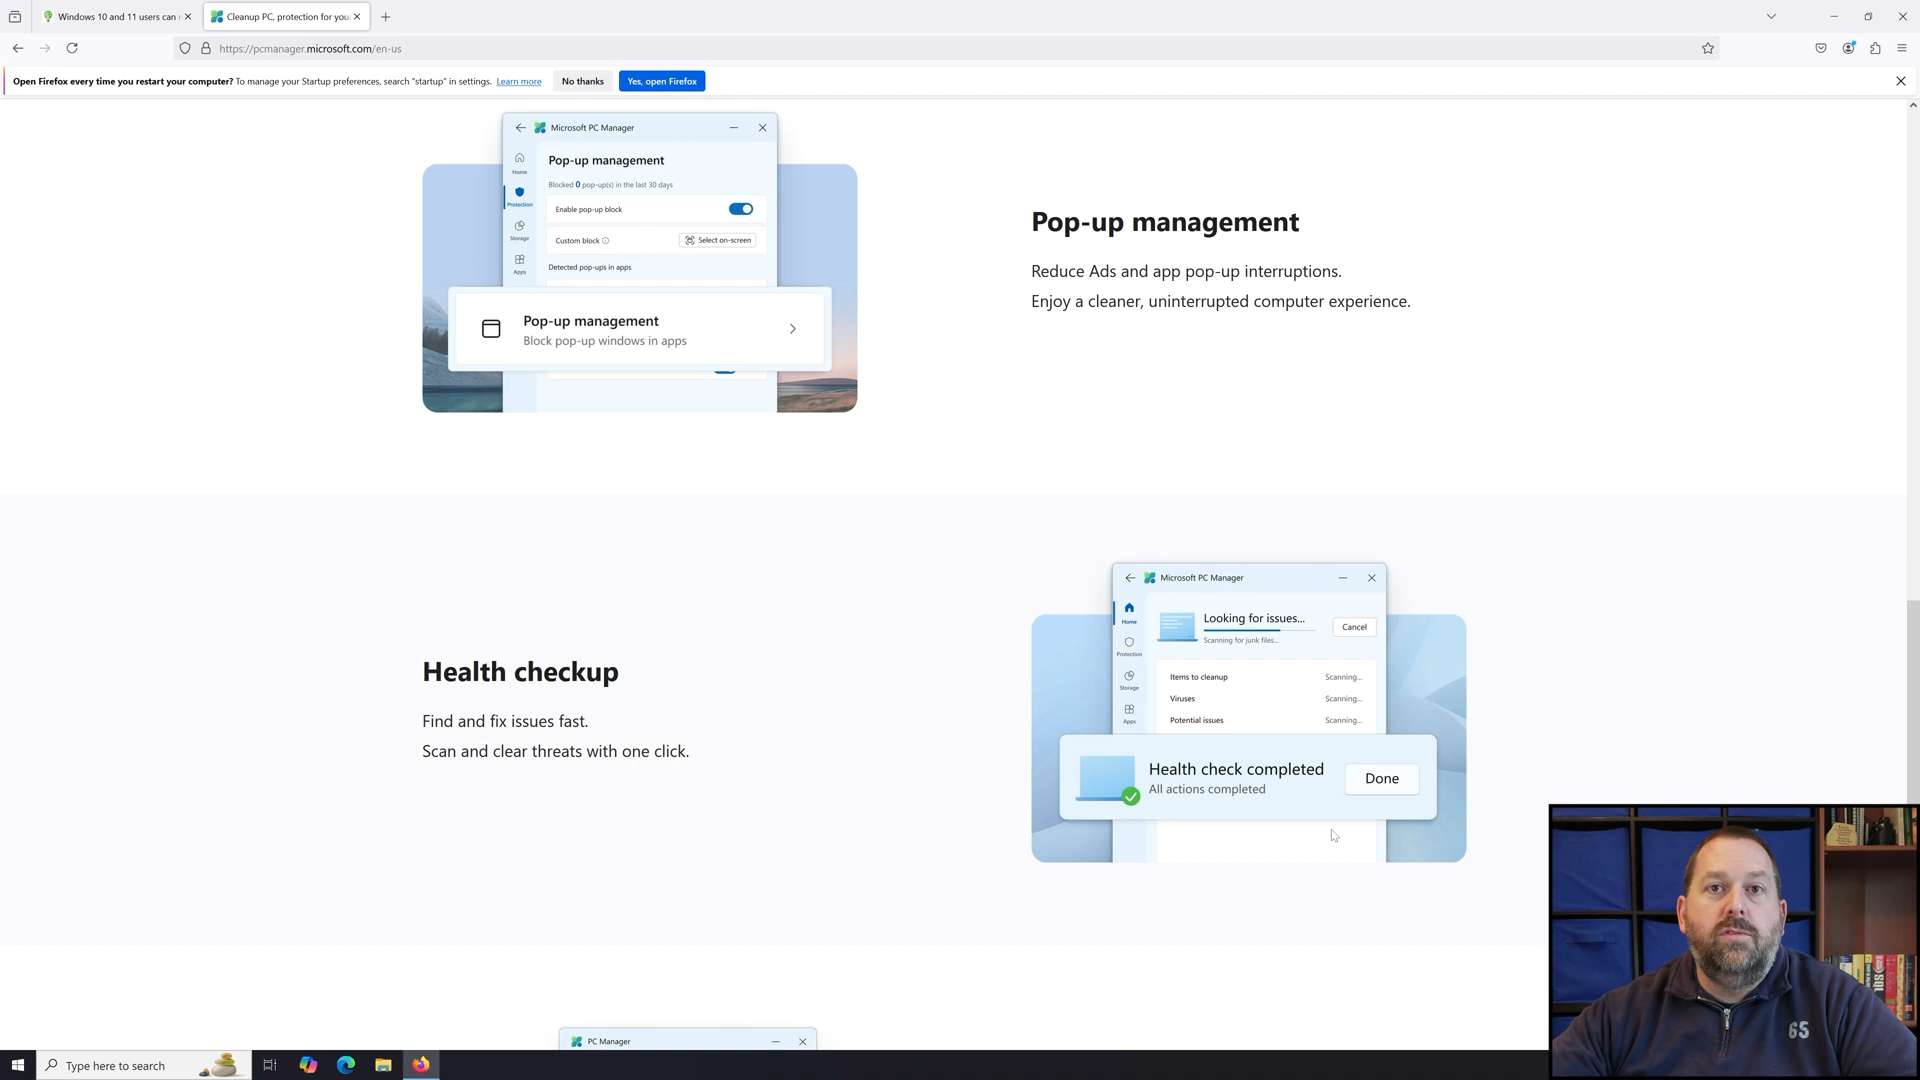 Windows 10 and 11 users can n
Cleanup PC, protection for your
https://pcmanager.microsoft.com/en-us
Open Firefox every time you restart your computer? To manage your Startup preferences, search "startup" in settings. Learn more
No thanks
Yes, open Firefox
Microsoft PC Manager
Home
Protection
Storage
Apps
Pop-up management
Blocked 0 pop-up(s) in the last 30 days
Enable pop-up block
Custom block
Select on-screen
Detected pop-ups in apps
Pop-up management
Block pop-up windows in apps
Pop-up management
Reduce Ads and app pop-up interruptions.
Enjoy a cleaner, uninterrupted computer experience.
Health checkup
Find and fix issues fast.
Scan and clear threats with one click.
Microsoft PC Manager
Home
Protection
Storage
Apps
Looking for issues...
Scanning for junk files...
Cancel
Items to cleanup Scanning...
Viruses Scanning...
Potential issues Scanning...
Health check completed
All actions completed
Done
PC Manager
Type here to search
SQL
65